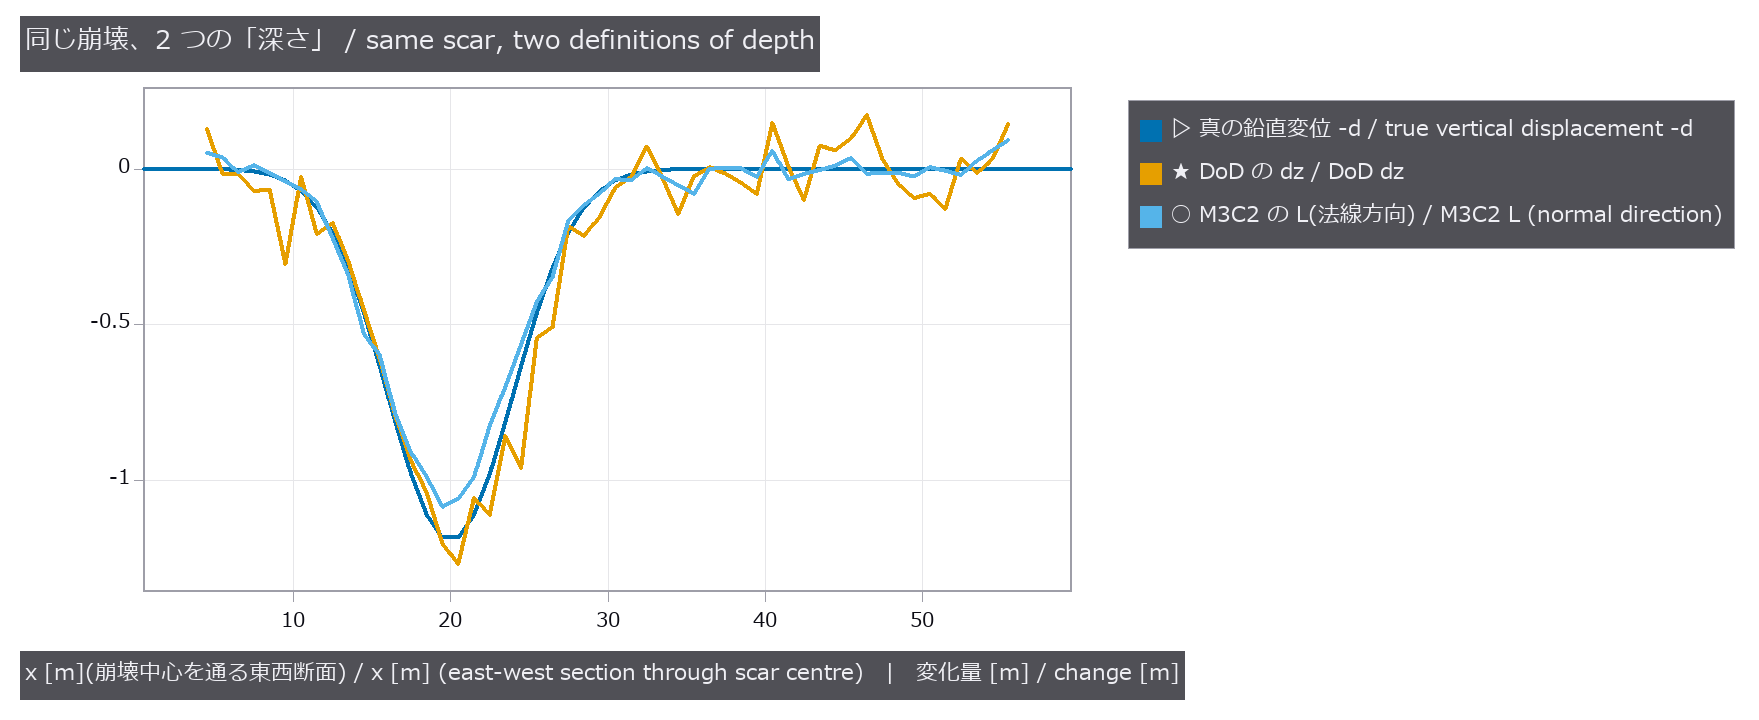 同じ崩壊、2 つの「深さ」 / same scar, two definitions of depth
▷ 真の鉛直変位 -d / true vertical displacement -d
★ DoD の dz / DoD dz
○ M3C2 の L(法線方向) / M3C2 L (normal direction)
0
-0.5
-1
10 20 30 40 50
x [m](崩壊中心を通る東西断面) / x [m] (east-west section through scar centre) | 変化量 [m] / change [m]